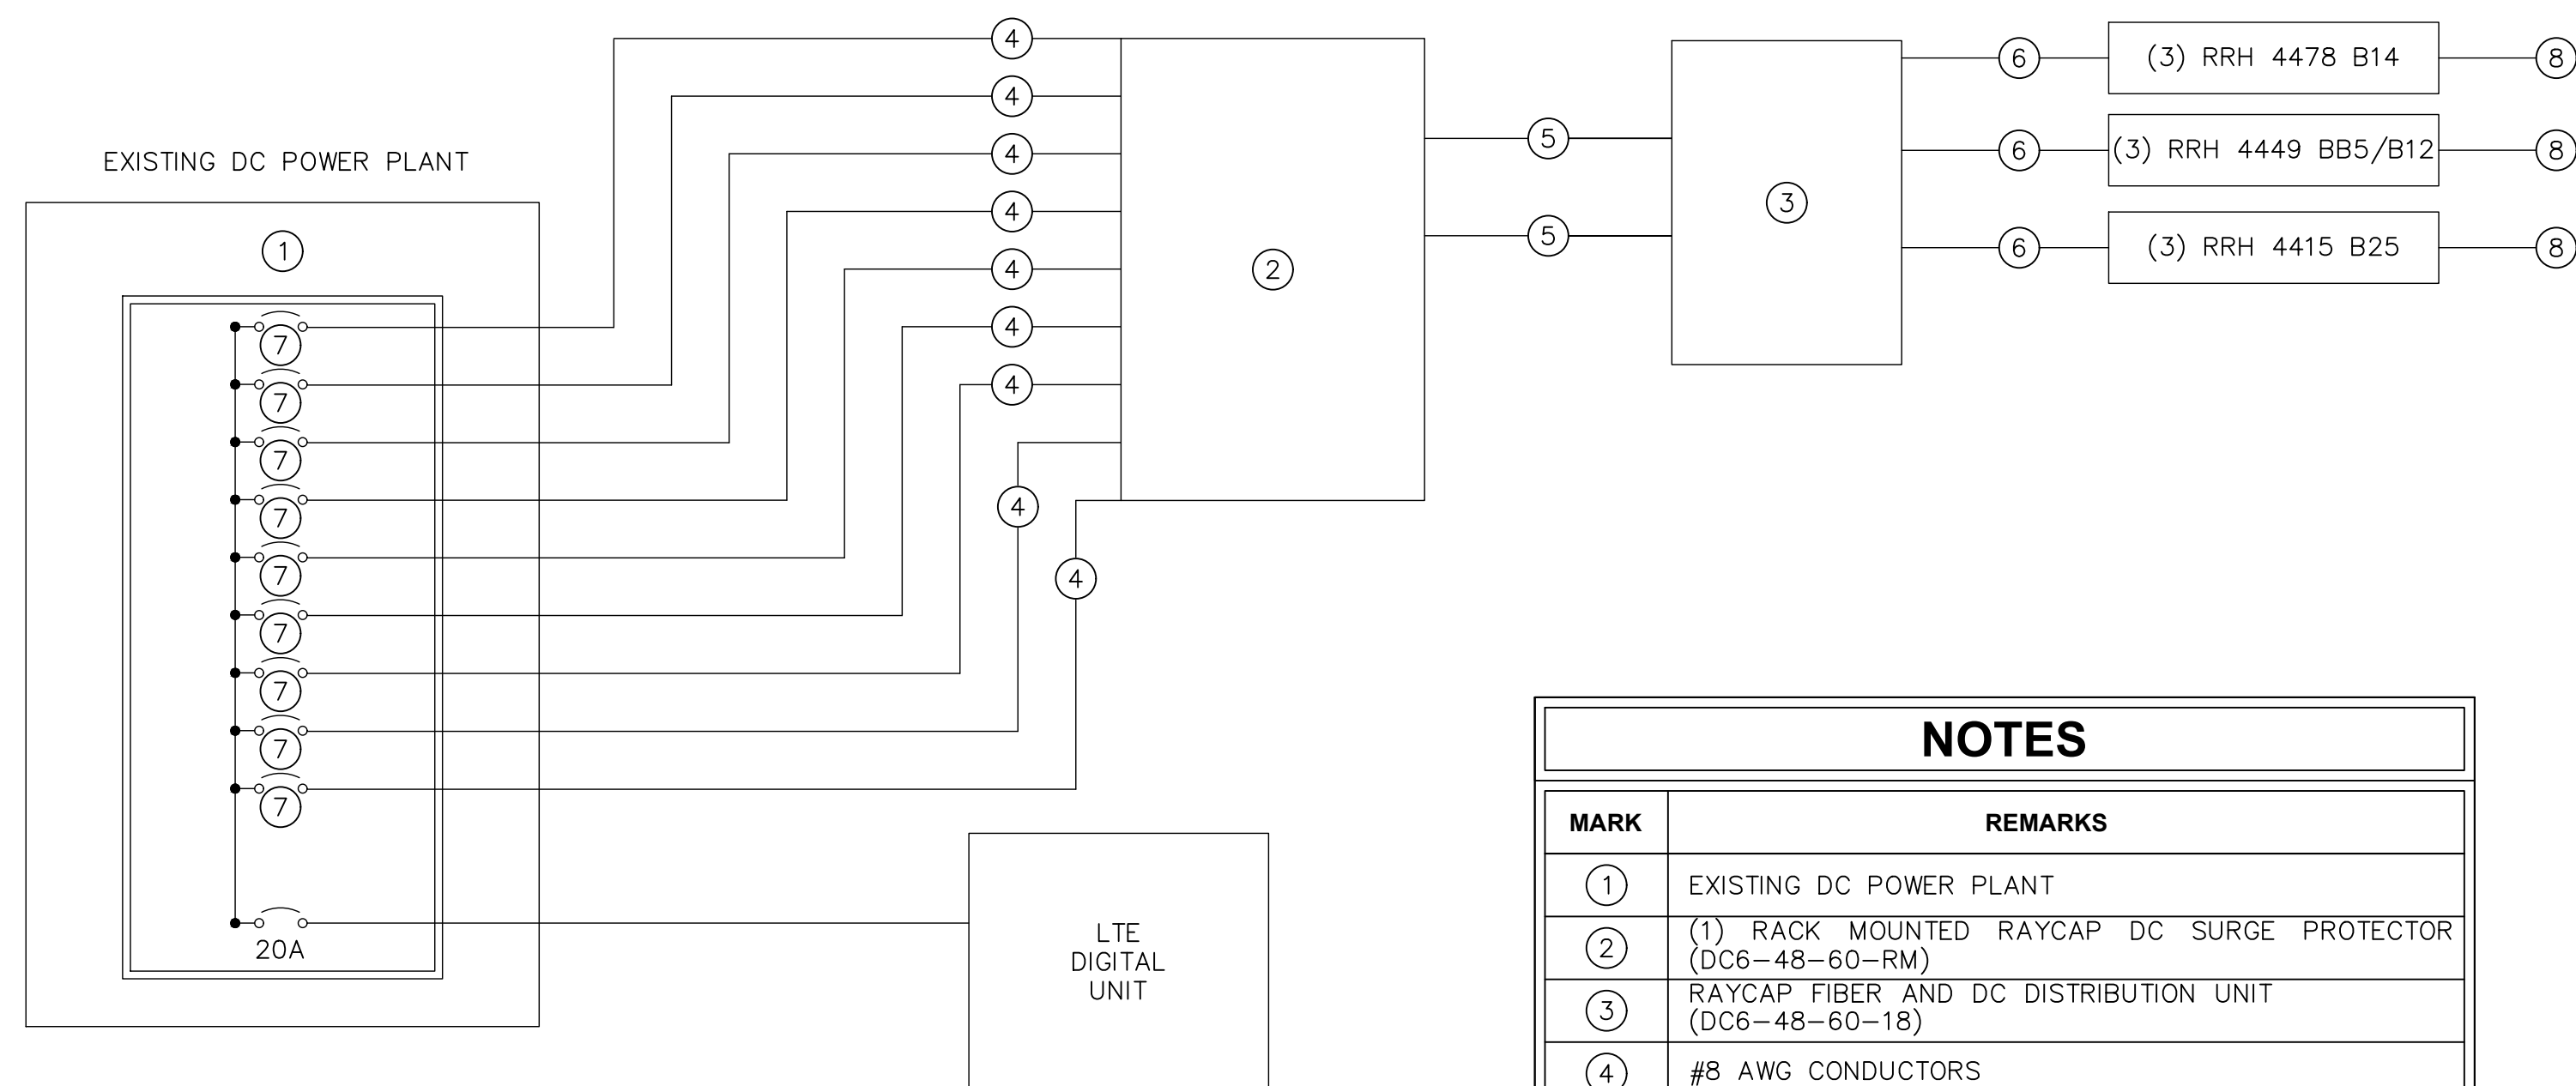 4
(3) RRH 4478 B14
6
8
4
5
(3) RRH 4449 BB5/B12
6
8
EXISTING DC POWER PLANT
4
3
4
5
(3) RRH 4415 B25
6
8
1
4
2
7
4
7
4
7
4
7
4
7
7
7
7
7
20A
LTE
DIGITAL
UNIT
NOTES
MARK REMARKS
1 EXISTING DC POWER PLANT
2 (1) RACK MOUNTED RAYCAP DC SURGE PROTECTOR
(DC6-48-60-RM)
3 RAYCAP FIBER AND DC DISTRIBUTION UNIT
(DC6-48-60-18)
4 #8 AWG CONDUCTORS